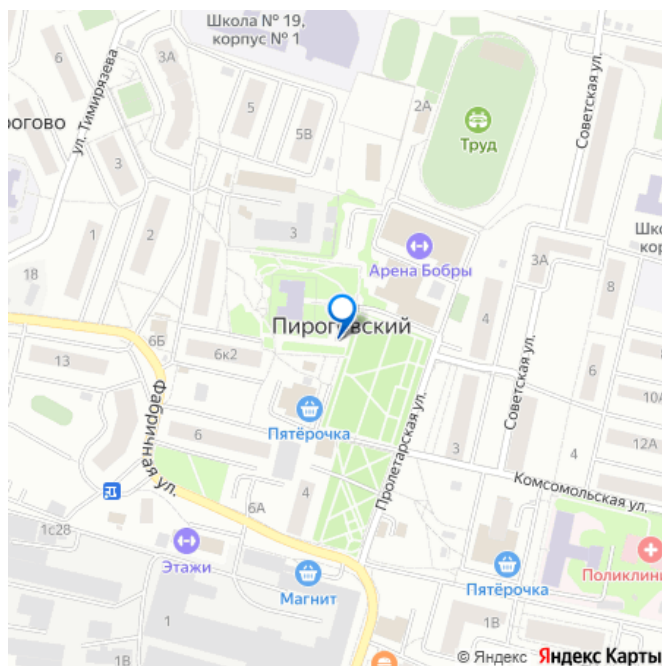 Школа № 19,
корпус № 1
3А
6
ул. Тимирязева
5
5В
2А
Труд
Советская ул.
рогово
3
3
1
2
Арена Бобры
Шко
кор
3А
8
18
Пироговский
4
6Б
6к2
13
Советская ул.
6
10А
Фабричная ул.
Пятёрочка
6
Пролетарская ул.
3
4
12А
Комсомольская ул.
6А
4
1с28
Этажи
Магнит
Пятёрочка
Поликлини
1
1В
1В
© Яндекс Яндекс Карты